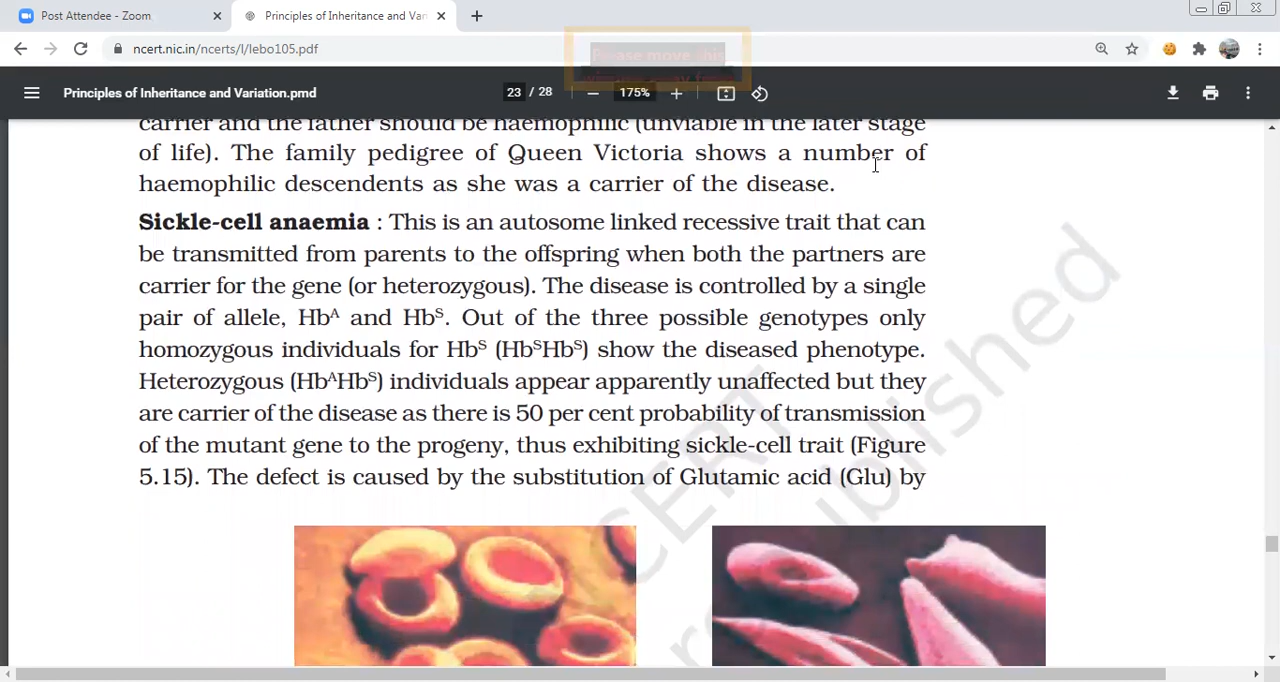 Post Attendee - Zoom
Principles of Inheritance and Var
ncert.nic.in/ncerts/l/lebo105.pdf
Please move this
Principles of Inheritance and Variation.pmd
23 / 28
175%
carrier and the father should be haemophilic (unviable in the later stage
of life). The family pedigree of Queen Victoria shows a number of
haemophilic descendents as she was a carrier of the disease.
Sickle-cell anaemia : This is an autosome linked recessive trait that can
be transmitted from parents to the offspring when both the partners are
carrier for the gene (or heterozygous). The disease is controlled by a single
pair of allele, Hbᴬ and Hbˢ. Out of the three possible genotypes only
homozygous individuals for Hbˢ (HbˢHbˢ) show the diseased phenotype.
Heterozygous (HbᴬHbˢ) individuals appear apparently unaffected but they
are carrier of the disease as there is 50 per cent probability of transmission
of the mutant gene to the progeny, thus exhibiting sickle-cell trait (Figure
5.15). The defect is caused by the substitution of Glutamic acid (Glu) by